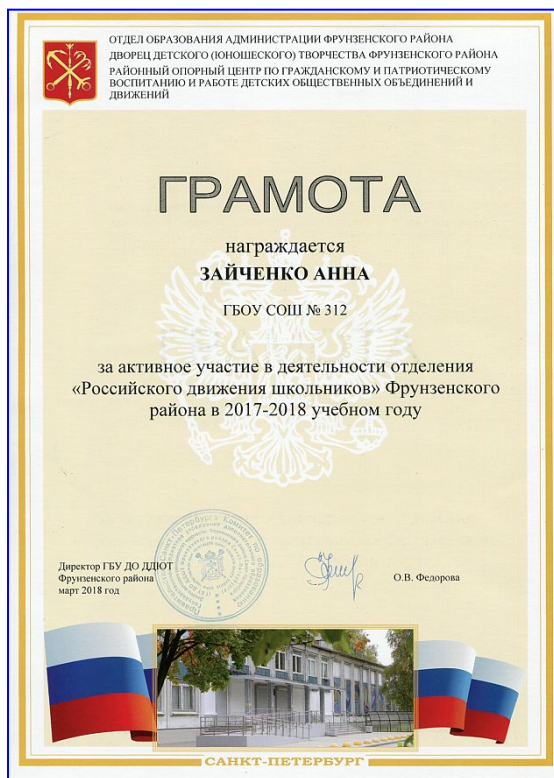 ОТДЕЛ ОБРАЗОВАНИЯ АДМИНИСТРАЦИИ ФРУНЗЕНСКОГО РАЙОНА
ДВОРЕЦ ДЕТСКОГО (ЮНОШЕСКОГО) ТВОРЧЕСТВА ФРУНЗЕНСКОГО РАЙОНА
РАЙОННЫЙ ОПОРНЫЙ ЦЕНТР ПО ГРАЖДАНСКОМУ И ПАТРИОТИЧЕСКОМУ
ВОСПИТАНИЮ И РАБОТЕ ДЕТСКИХ ОБЩЕСТВЕННЫХ ОБЪЕДИНЕНИЙ И
ДВИЖЕНИЙ
ГРАМОТА
награждается
ЗАЙЧЕНКО АННА
ГБОУ СОШ № 312
за активное участие в деятельности отделения
«Российского движения школьников» Фрунзенского
района в 2017-2018 учебном году
Директор ГБУ ДО ДДЮТ
Фрунзенского района
март 2018 год
О.В. Федорова
САНКТ-ПЕТЕРБУРГ